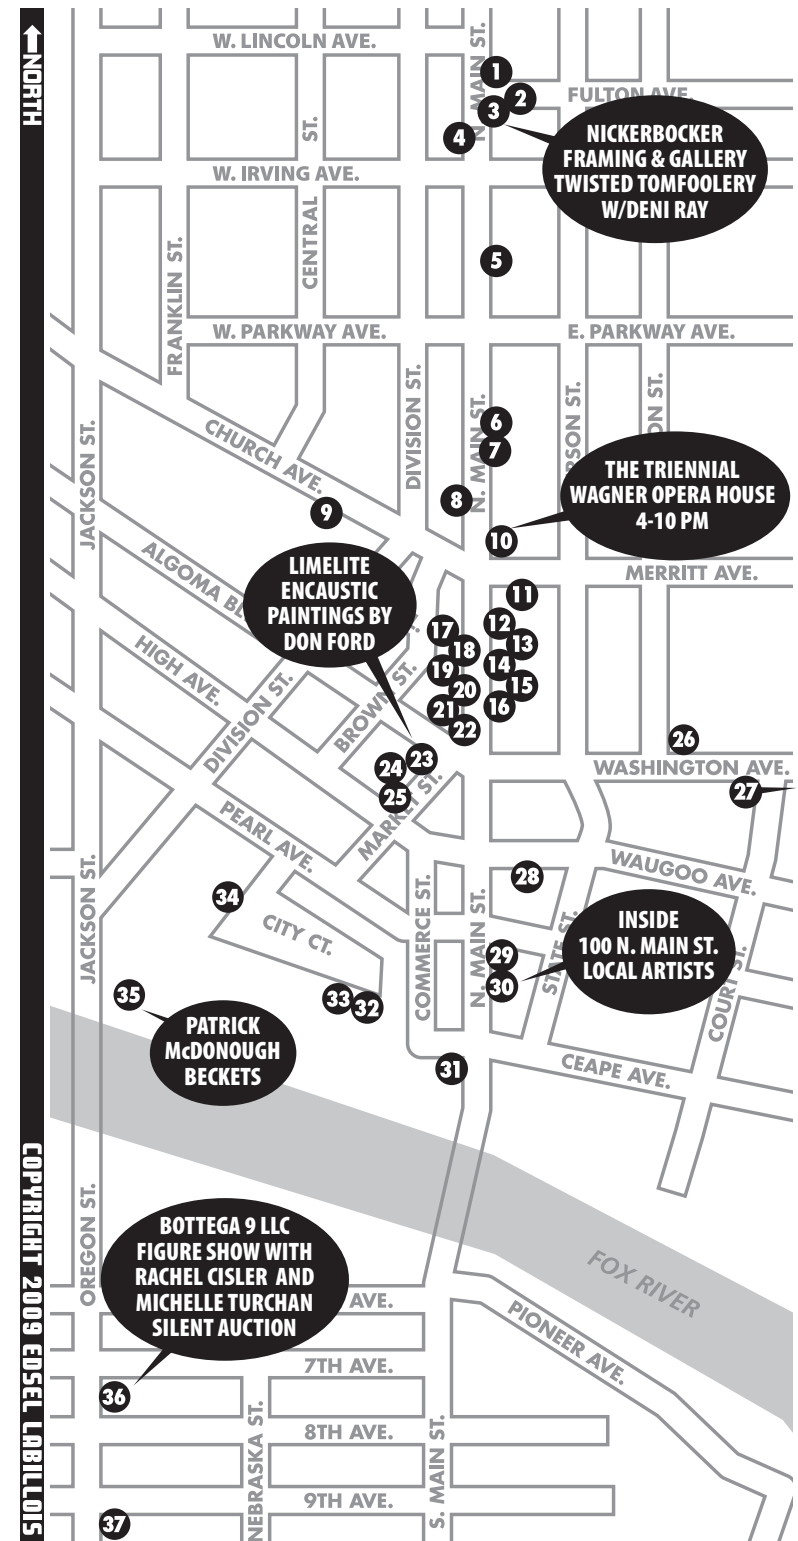 NORTH
W. LINCOLN AVE.
N. MAIN ST.
1
2
FULTON AVE.
3
4
ST.
NICKERBOCKER
FRAMING & GALLERY
TWISTED TOMFOOLERY
W/DENI RAY
W. IRVING AVE.
CENTRAL
FRANKLIN ST.
5
W. PARKWAY AVE.
E. PARKWAY AVE.
DIVISION ST.
N. MAIN ST.
RSON ST.
ON ST.
6
7
CHURCH AVE.
JACKSON ST.
8
9
THE TRIENNIAL
WAGNER OPERA HOUSE
4-10 PM
10
MERRITT AVE.
ALGOMA BL
LIMELITE
ENCAUSTIC
PAINTINGS BY
DON FORD
11
12
13
14
15
16
17
18
19
20
21
22
HIGH AVE.
DIVISION ST.
BROWN ST.
23
24
25
MARKET ST.
26
WASHINGTON AVE.
27
PEARL AVE.
WAUGOO AVE.
28
JACKSON ST.
34
CITY CT.
COMMERCE ST.
N. MAIN ST.
STATE ST.
COURT ST.
INSIDE
100 N. MAIN ST.
LOCAL ARTISTS
29
30
35
33
32
PATRICK
McDONOUGH
BECKETS
31
CEAPE AVE.
COPYRIGHT 2009 EDSEL LABILLOIS
OREGON ST.
BOTTEGA 9 LLC
FIGURE SHOW WITH
RACHEL CISLER AND
MICHELLE TURCHAN
SILENT AUCTION
FOX RIVER
AVE.
PIONEER AVE.
7TH AVE.
36
NEBRASKA ST.
8TH AVE.
S. MAIN ST.
9TH AVE.
37